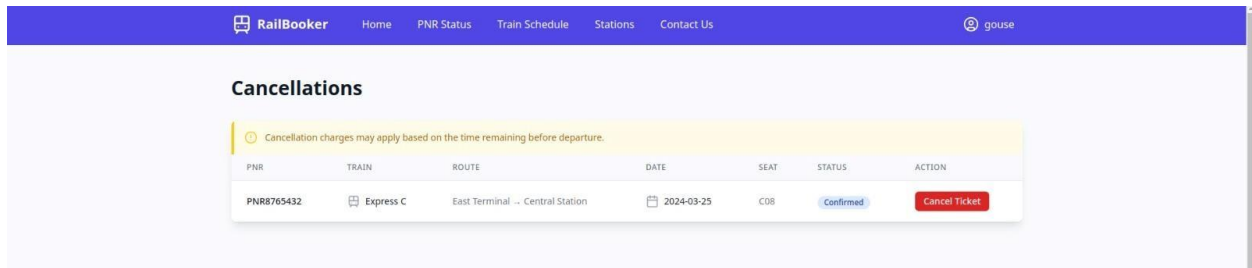 RailBooker Home PNR Status Train Schedule Stations Contact Us gouse
Cancellations
Cancellation charges may apply based on the time remaining before departure.
PNR TRAIN ROUTE DATE SEAT STATUS ACTION
PNR8765432 Express C East Terminal → Central Station 2024-03-25 C08 Confirmed Cancel Ticket